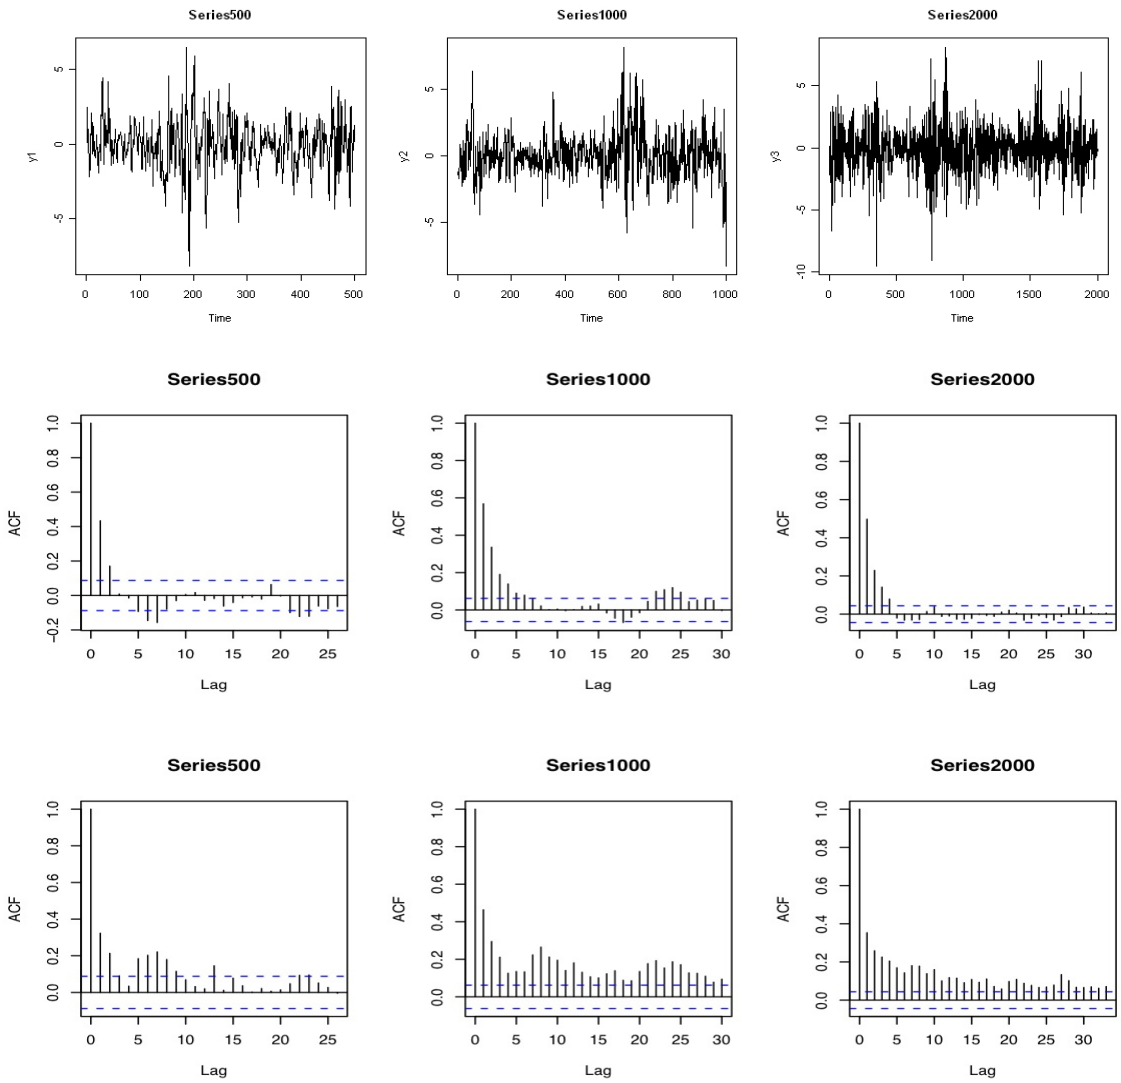 Series500 Series1000 Series2000
y1 5 0 -5
0 100 200 300 400 500
Time
y2 5 0 -5
0 200 400 600 800 1000
Time
y3 5 0 -5 -10
0 500 1000 1500 2000
Time
Series500
ACF 1.0 0.8 0.6 0.4 0.2 0.0 −0.2
0 5 10 15 20 25
Lag
Series1000
ACF 1.0 0.8 0.6 0.4 0.2 0.0
0 5 10 15 20 25 30
Lag
Series2000
ACF 1.0 0.8 0.6 0.4 0.2 0.0
0 5 10 15 20 25 30
Lag
Series500
ACF 1.0 0.8 0.6 0.4 0.2 0.0
0 5 10 15 20 25
Lag
Series1000
ACF 1.0 0.8 0.6 0.4 0.2 0.0
0 5 10 15 20 25 30
Lag
Series2000
ACF 1.0 0.8 0.6 0.4 0.2 0.0
0 5 10 15 20 25 30
Lag